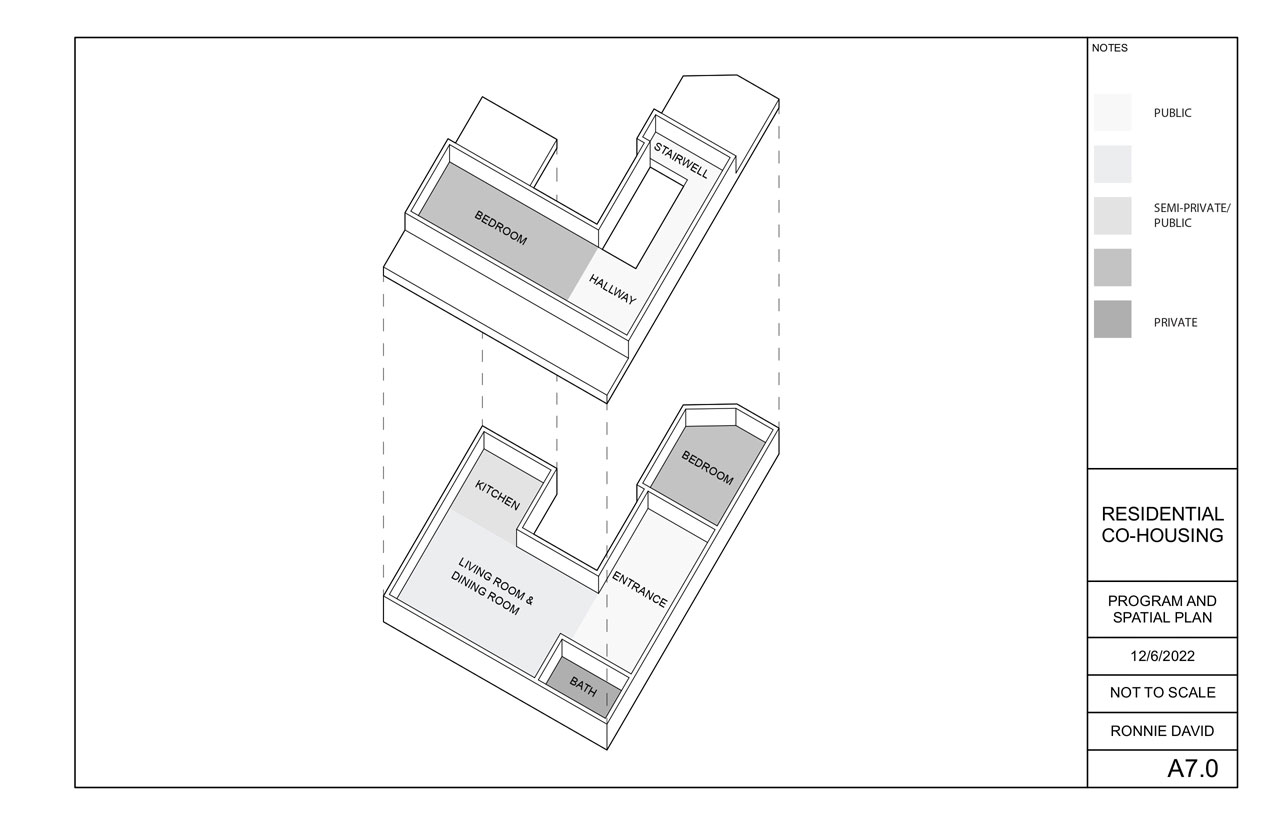 STAIRWELL
BEDROOM
HALLWAY
BEDROOM
KITCHEN
LIVING ROOM &
DINING ROOM
ENTRANCE
BATH
NOTES
PUBLIC
SEMI-PRIVATE/
PUBLIC
PRIVATE
RESIDENTIAL
CO-HOUSING
PROGRAM AND
SPATIAL PLAN
12/6/2022
NOT TO SCALE
RONNIE DAVID
A7.0